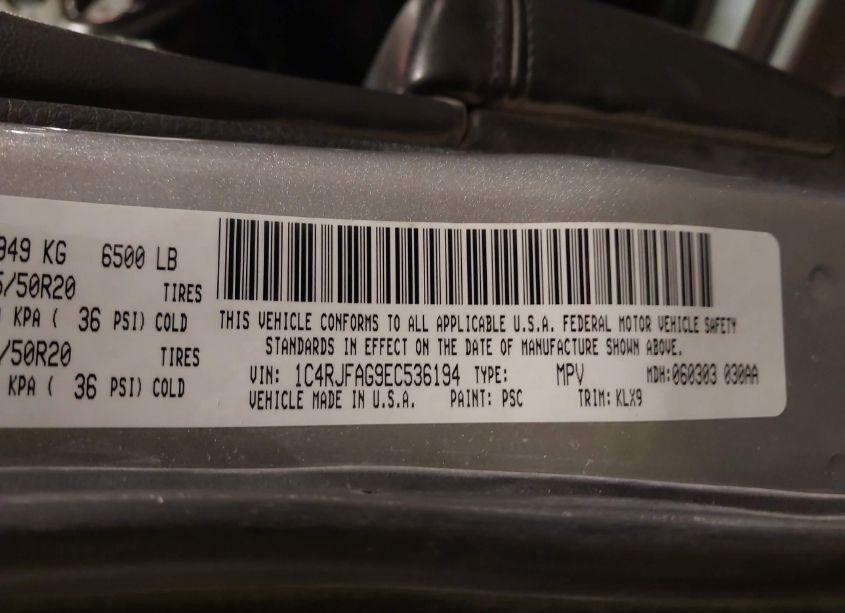 949 KG 6500 LB
/50R20 TIRES
KPA ( 36 PSI) COLD
/50R20 TIRES
KPA ( 36 PSI) COLD
THIS VEHICLE CONFORMS TO ALL APPLICABLE U.S.A. FEDERAL MOTOR VEHICLE SAFETY
STANDARDS IN EFFECT ON THE DATE OF MANUFACTURE SHOWN ABOVE.
VIN: 1C4RJFAG9EC536194 TYPE: MPV MDH:060303 030AA
VEHICLE MADE IN U.S.A. PAINT: PSC TRIM: KLX9